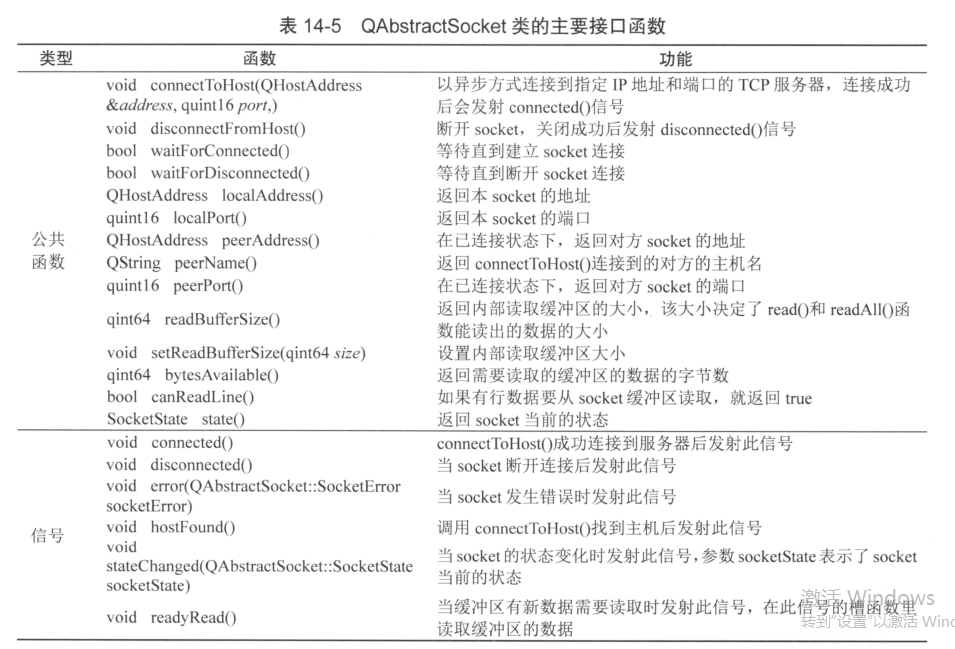 表 14-5 QAbstractSocket 类的主要接口函数
类型 函数 功能
void connectToHost(QHostAddress &address, quint16 port,) 以异步方式连接到指定 IP 地址和端口的 TCP 服务器，连接成功后会发射 connected()信号
void disconnectFromHost() 断开 socket，关闭成功后发射 disconnected()信号
bool waitForConnected() 等待直到建立 socket 连接
bool waitForDisconnected() 等待直到断开 socket 连接
QHostAddress localAddress() 返回本 socket 的地址
quint16 localPort() 返回本 socket 的端口
公共函数
QHostAddress peerAddress() 在已连接状态下，返回对方 socket 的地址
QString peerName() 返回 connectToHost()连接到的对方的主机名
quint16 peerPort() 在已连接状态下，返回对方 socket 的端口
qint64 readBufferSize() 返回内部读取缓冲区的大小，该大小决定了 read()和 readAll()函数能读出的数据的大小
void setReadBufferSize(qint64 size) 设置内部读取缓冲区大小
qint64 bytesAvailable() 返回需要读取的缓冲区的数据的字节数
bool canReadLine() 如果有行数据要从 socket 缓冲区读取，就返回 true
SocketState state() 返回 socket 当前的状态
void connected() connectToHost()成功连接到服务器后发射此信号
void disconnected() 当 socket 断开连接后发射此信号
void error(QAbstractSocket::SocketError socketError) 当 socket 发生错误时发射此信号
信号
void hostFound() 调用 connectToHost()找到主机后发射此信号
void stateChanged(QAbstractSocket::SocketState socketState) 当 socket 的状态变化时发射此信号，参数 socketState 表示了 socket 当前的状态
void readyRead() 当缓冲区有新数据需要读取时发射此信号，在此信号的槽函数里读取缓冲区的数据
激活 Windows
转到"设置"以激活 Wind